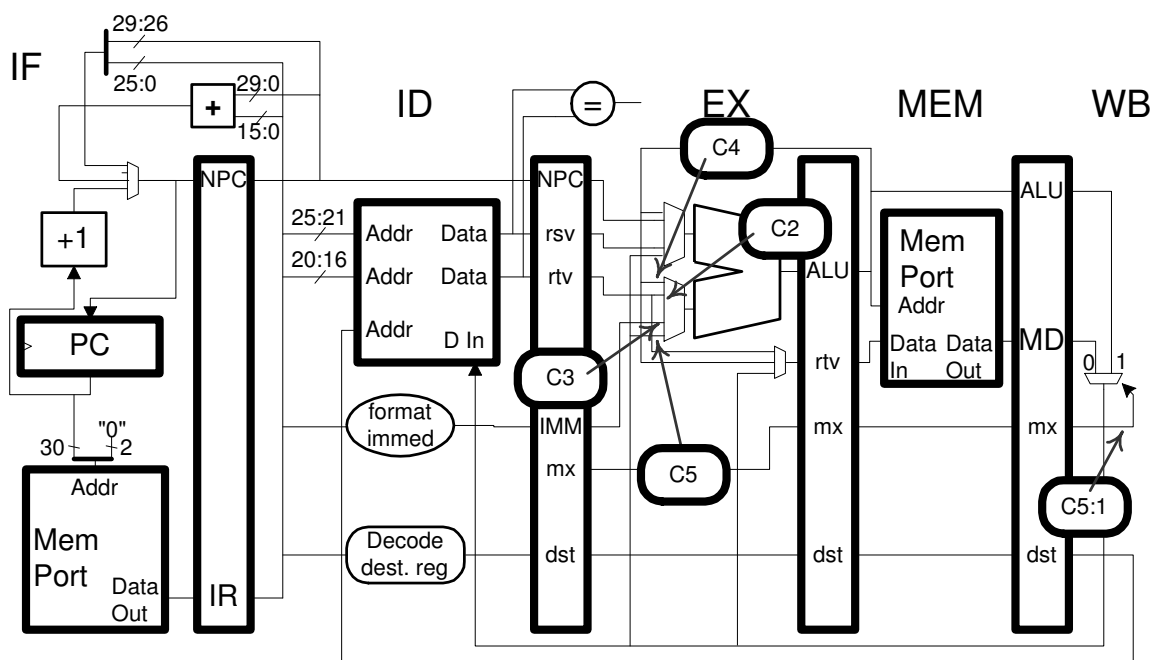 29:26
IF
25:0
29:0
+
15:0
ID
=
EX
MEM
WB
C4
NPC
NPC
ALU
+1
25:21
20:16
Addr
Data
Addr
Data
Addr
D In
rsv
rtv
C2
ALU
Mem
Port
Addr
Data
In
Data
Out
MD
0
1
PC
C3
rtv
format
immed
IMM
mx
mx
mx
30
"0"
2
Addr
Mem
Port
Data
Out
IR
C5
C5:1
Decode
dest. reg
dst
dst
dst